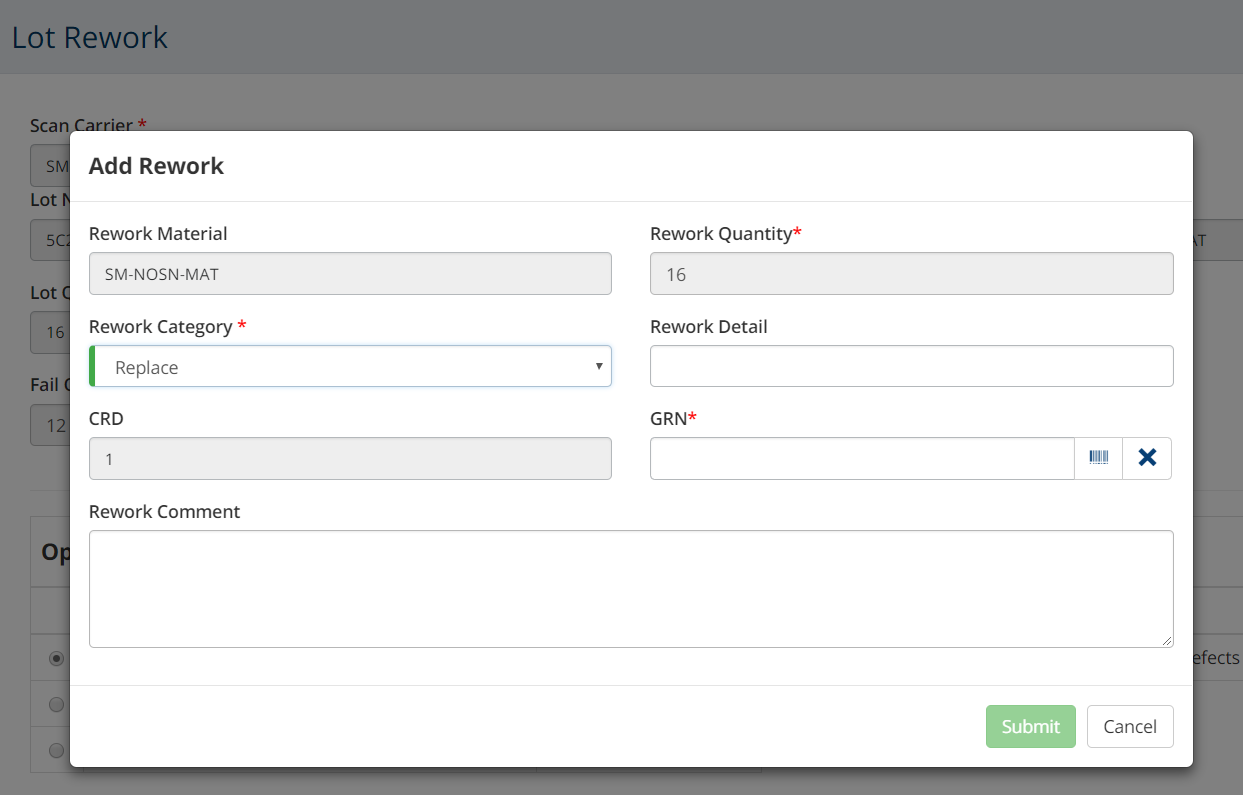 Lot Rework
Scan Carrier *
SM
Lot N
5C2
AT
Lot
16
Fail
12
Op
efects
Add Rework
Rework Material
Rework Quantity*
SM-NOSN-MAT
16
Rework Category *
Rework Detail
Replace
CRD
GRN*
1
Rework Comment
Submit
Cancel